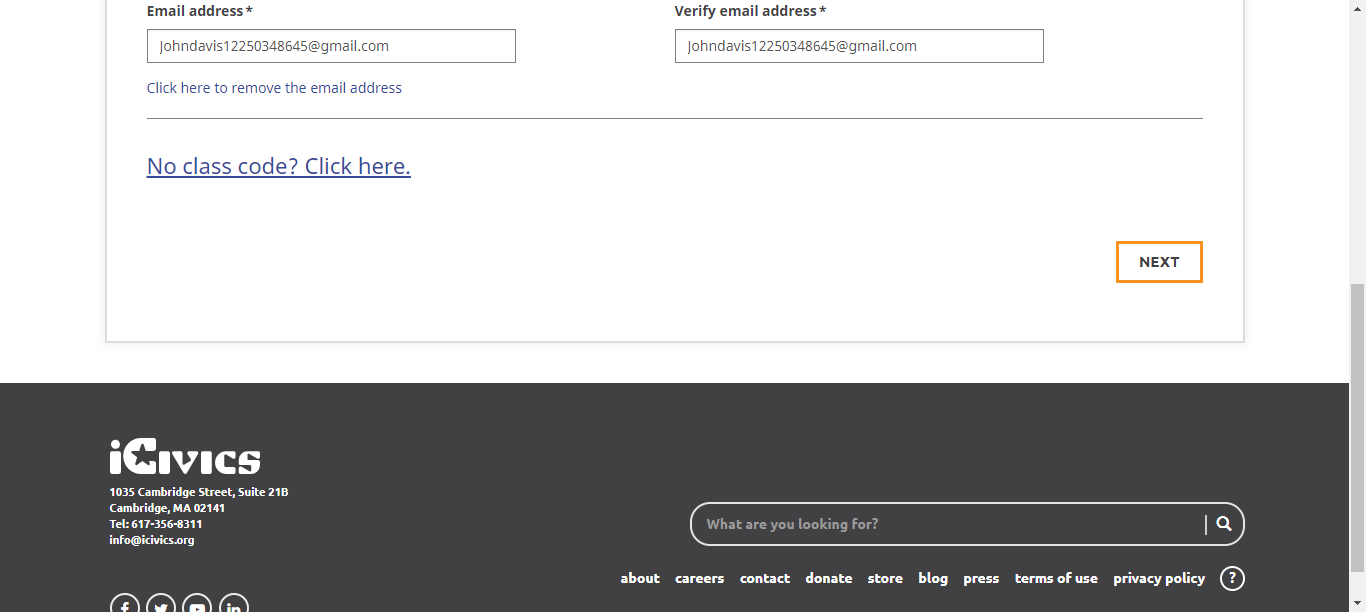 Email address* Verify email address*
Johndavis12250348645@gmail.com Johndavis12250348645@gmail.com
Click here to remove the email address
No class code? Click here.
NEXT
iCivics
1035 Cambridge Street, Suite 21B
Cambridge, MA 02141
Tel: 617-356-8311
info@icivics.org
What are you looking for?
about careers contact donate store blog press terms of use privacy policy ?
f in